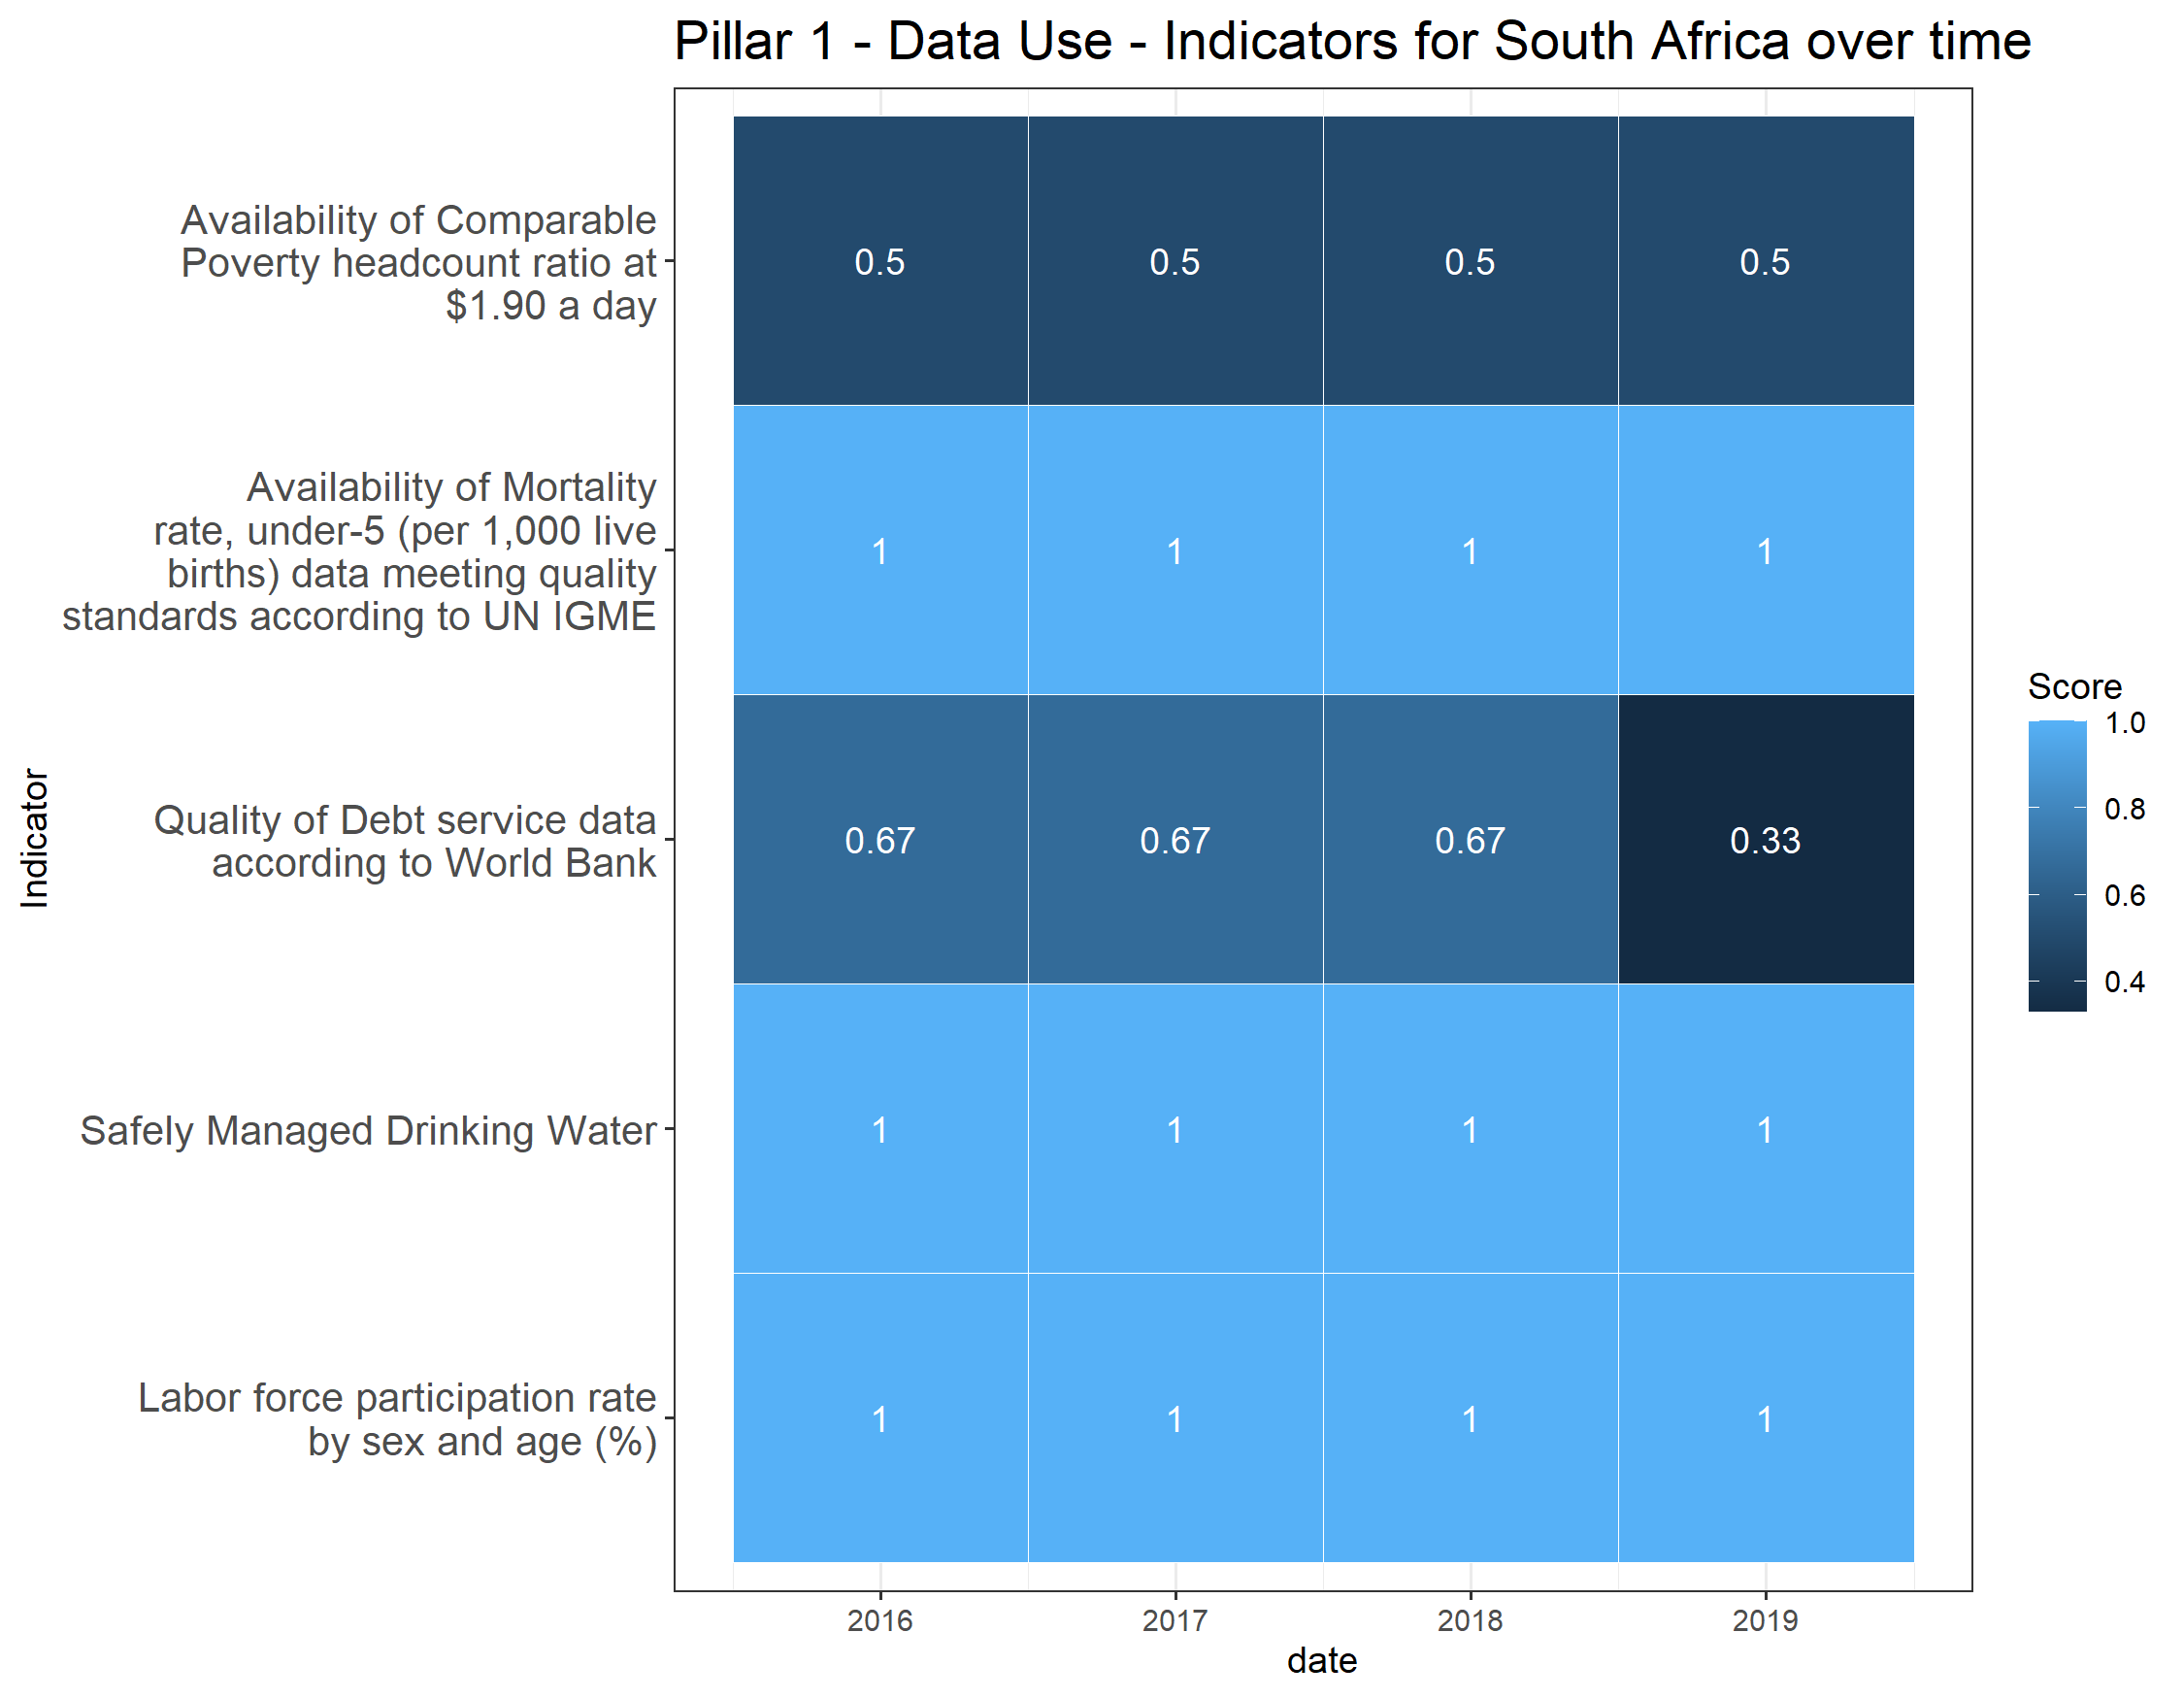 Pillar 1 - Data Use - Indicators for South Africa over time
Indicator
Availability of Comparable
Poverty headcount ratio at
$1.90 a day
0.5 0.5 0.5 0.5
Availability of Mortality
rate, under-5 (per 1,000 live
births) data meeting quality
standards according to UN IGME
1 1 1 1
Quality of Debt service data
according to World Bank
0.67 0.67 0.67 0.33
Safely Managed Drinking Water
1 1 1 1
Labor force participation rate
by sex and age (%)
1 1 1 1
2016 2017 2018 2019
date
Score
1.0
0.8
0.6
0.4